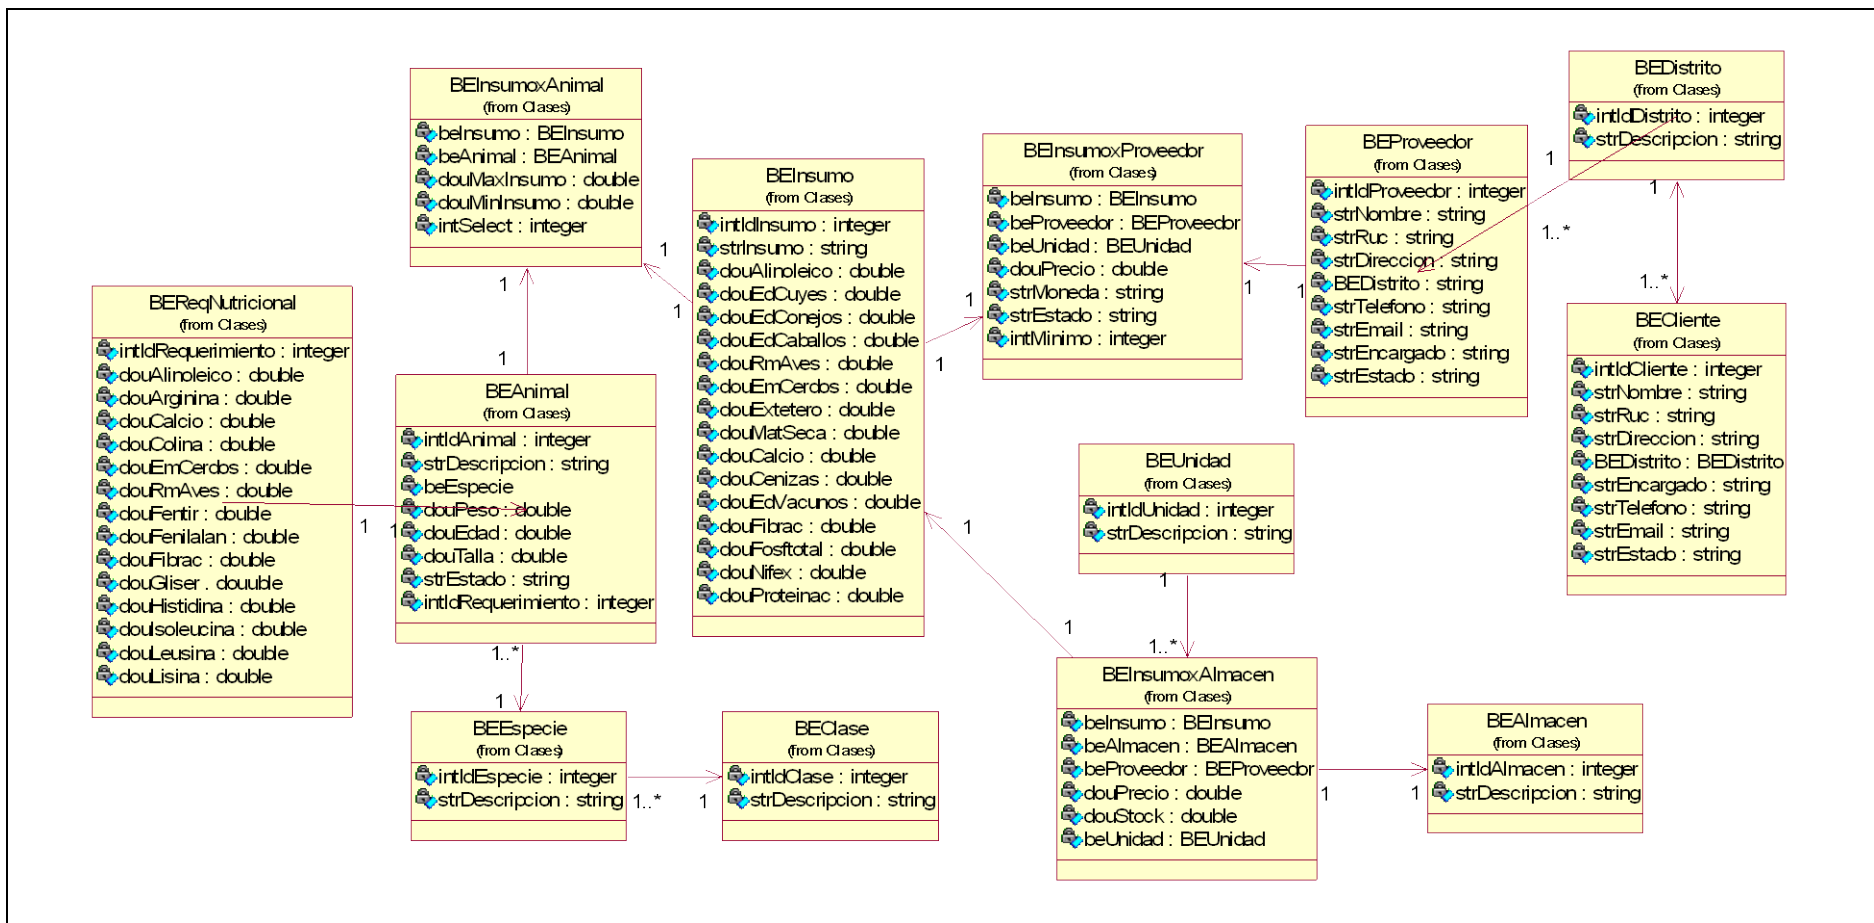 BEInsumoxAnimal
(from Clases)
beInsumo : BEInsumo
beAnimal : BEAnimal
douMaxInsumo : double
douMinInsumo : double
intSelect : integer
BEReqNutricional
(from Clases)
intIdRequerimiento : integer
douAlinoleico : double
douArginina : double
douCalcio : double
douColina : double
douEmCerdos : double
douRmAves : double
douFentir : double
douFenilalan : double
douFibrac : double
douGliser : douuble
douHistidina : double
douIsoleucina : double
douLeusina : double
douLisina : double
BEAnimal
(from Clases)
intIdAnimal : integer
strDescripcion : string
beEspecie
douPeso : double
douEdad : double
douTalla : double
strEstado : string
intIdRequerimiento : integer
BEEspecie
(from Clases)
intIdEspecie : integer
strDescripcion : string
BEClase
(from Clases)
intIdClase : integer
strDescripcion : string
BEInsumo
(from Clases)
intIdInsumo : integer
strInsumo : string
douAlinoleico : double
douEdCuyes : double
douEdConejos : double
douEdCaballos : double
douRmAves : double
douEmCerdos : double
douExtetero : double
douMatSeca : double
douCalcio : double
douCenizas : double
douEdVacunos : double
douFibrac : double
douFosftotal : double
douNifex : double
douProteinac : double
BEInsumoxProveedor
(from Clases)
beInsumo : BEInsumo
beProveedor : BEProveedor
beUnidad : BEUnidad
douPrecio : double
strMoneda : string
strEstado : string
intMinimo : integer
BEProveedor
(from Clases)
intIdProveedor : integer
strNombre : string
strRuc : string
strDireccion : string
BEDistrito : string
strTelefono : string
strEmail : string
strEncargado : string
strEstado : string
BEDistrito
(from Clases)
intIdDistrito : integer
strDescripcion : string
BECliente
(from Clases)
intIdCliente : integer
strNombre : string
strRuc : string
strDireccion : string
BEDistrito : BEDistrito
strEncargado : string
strTelefono : string
strEmail : string
strEstado : string
BEUnidad
(from Clases)
intIdUnidad : integer
strDescripcion : string
BEInsumoxAlmacen
(from Clases)
beInsumo : BEInsumo
beAlmacen : BEAlmacen
beProveedor : BEProveedor
douPrecio : double
douStock : double
beUnidad : BEUnidad
BEAlmacen
(from Clases)
intIdAlmacen : integer
strDescripcion : string
1
1
1
1
1
1
1..*
1
1..*
1
1
1
1
1
1
1
1
1..*
1
1..*
1
1..*
1
1